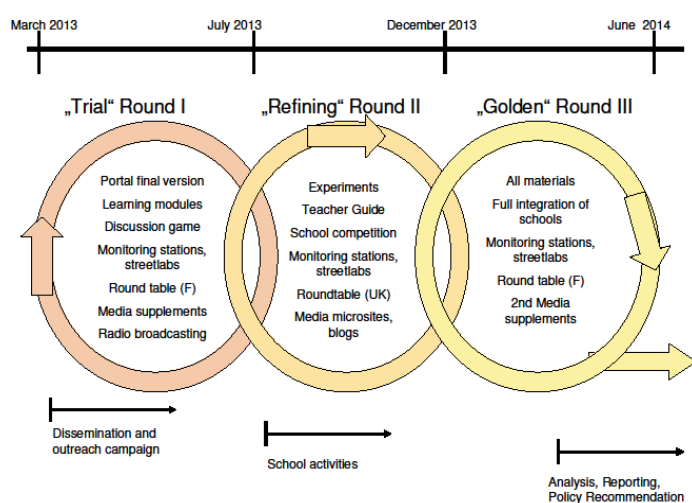 March 2013
July 2013
December 2013
June 2014
„Trial“ Round I
„Refining“ Round II
„Golden“ Round III
Portal final version
Learning modules
Discussion game
Monitoring stations,
streetlabs
Round table (F)
Media supplements
Radio broadcasting
Experiments
Teacher Guide
School competition
Monitoring stations,
streetlabs
Roundtable (UK)
Media microsites,
blogs
All materials
Full integration of
schools
Monitoring stations,
streetlabs
Round table (F)
2nd Media
supplements
Dissemination and
outreach campaign
School activities
Analysis, Reporting,
Policy Recommendation